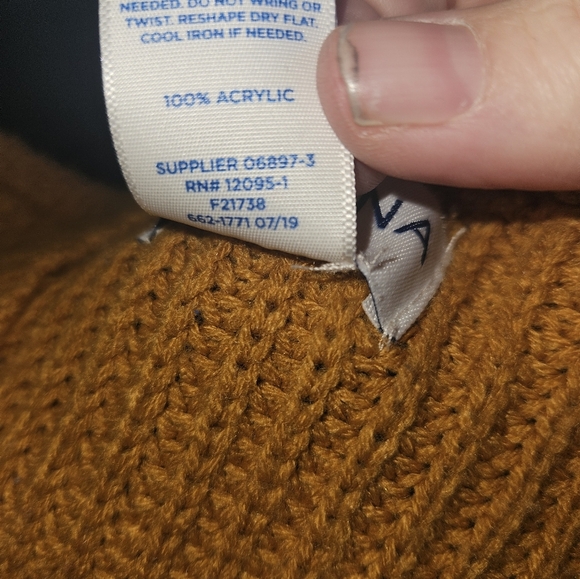 NEEDED. DO NOT WRING OR
TWIST. RESHAPE DRY FLAT.
COOL IRON IF NEEDED.
100% ACRYLIC
SUPPLIER 06897-3
RN# 12095-1
F21738
662-1771 07/19
NA